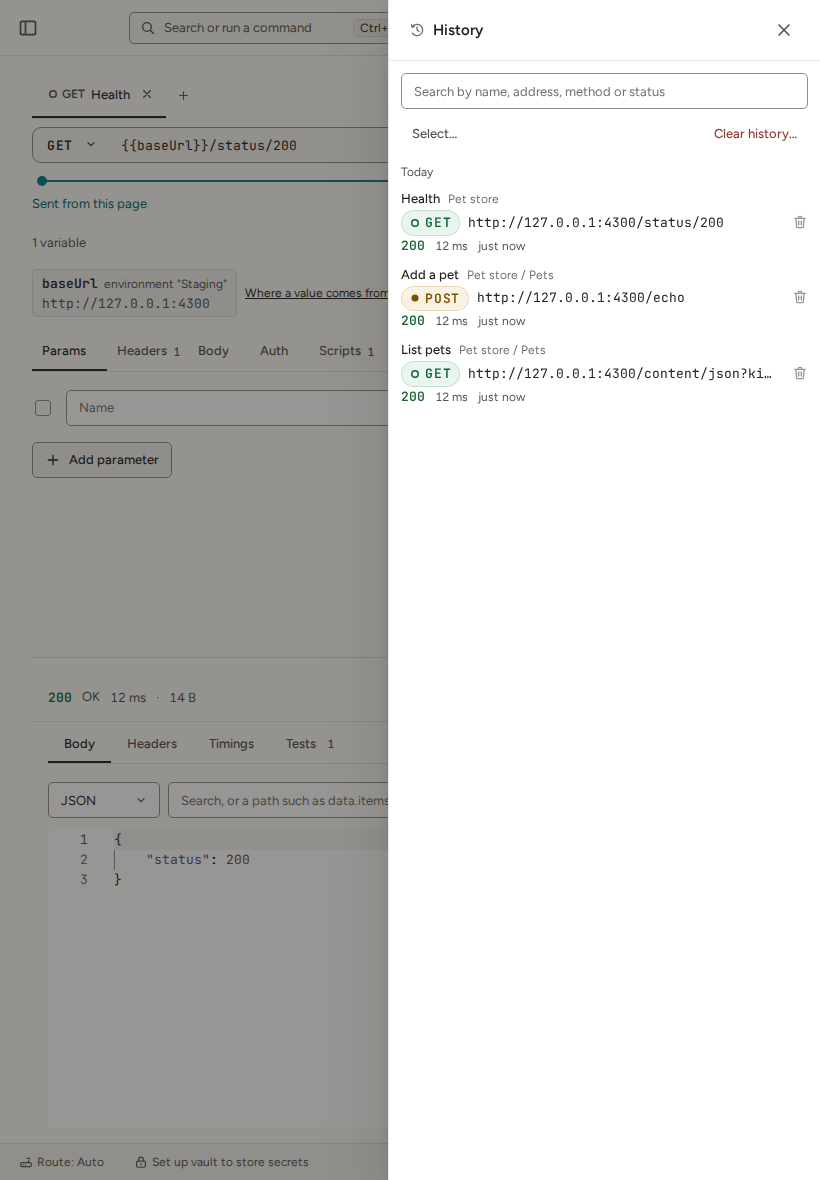 Search or run a command
Ctrl+
GET Health
GET
{{baseUrl}}/status/200
Sent from this page
1 variable
baseUrl environment "Staging"
http://127.0.0.1:4300
Where a value comes from
Params
Headers 1
Body
Auth
Scripts 1
Name
Add parameter
200 OK 12 ms · 14 B
Body
Headers
Timings
Tests 1
JSON
Search, or a path such as data.items
1 {
2 "status": 200
3 }
Route: Auto
Set up vault to store secrets
History
Search by name, address, method or status
Select...
Clear history...
Today
Health Pet store
GET http://127.0.0.1:4300/status/200
200 12 ms just now
Add a pet Pet store / Pets
POST http://127.0.0.1:4300/echo
200 12 ms just now
List pets Pet store / Pets
GET http://127.0.0.1:4300/content/json?ki…
200 12 ms just now